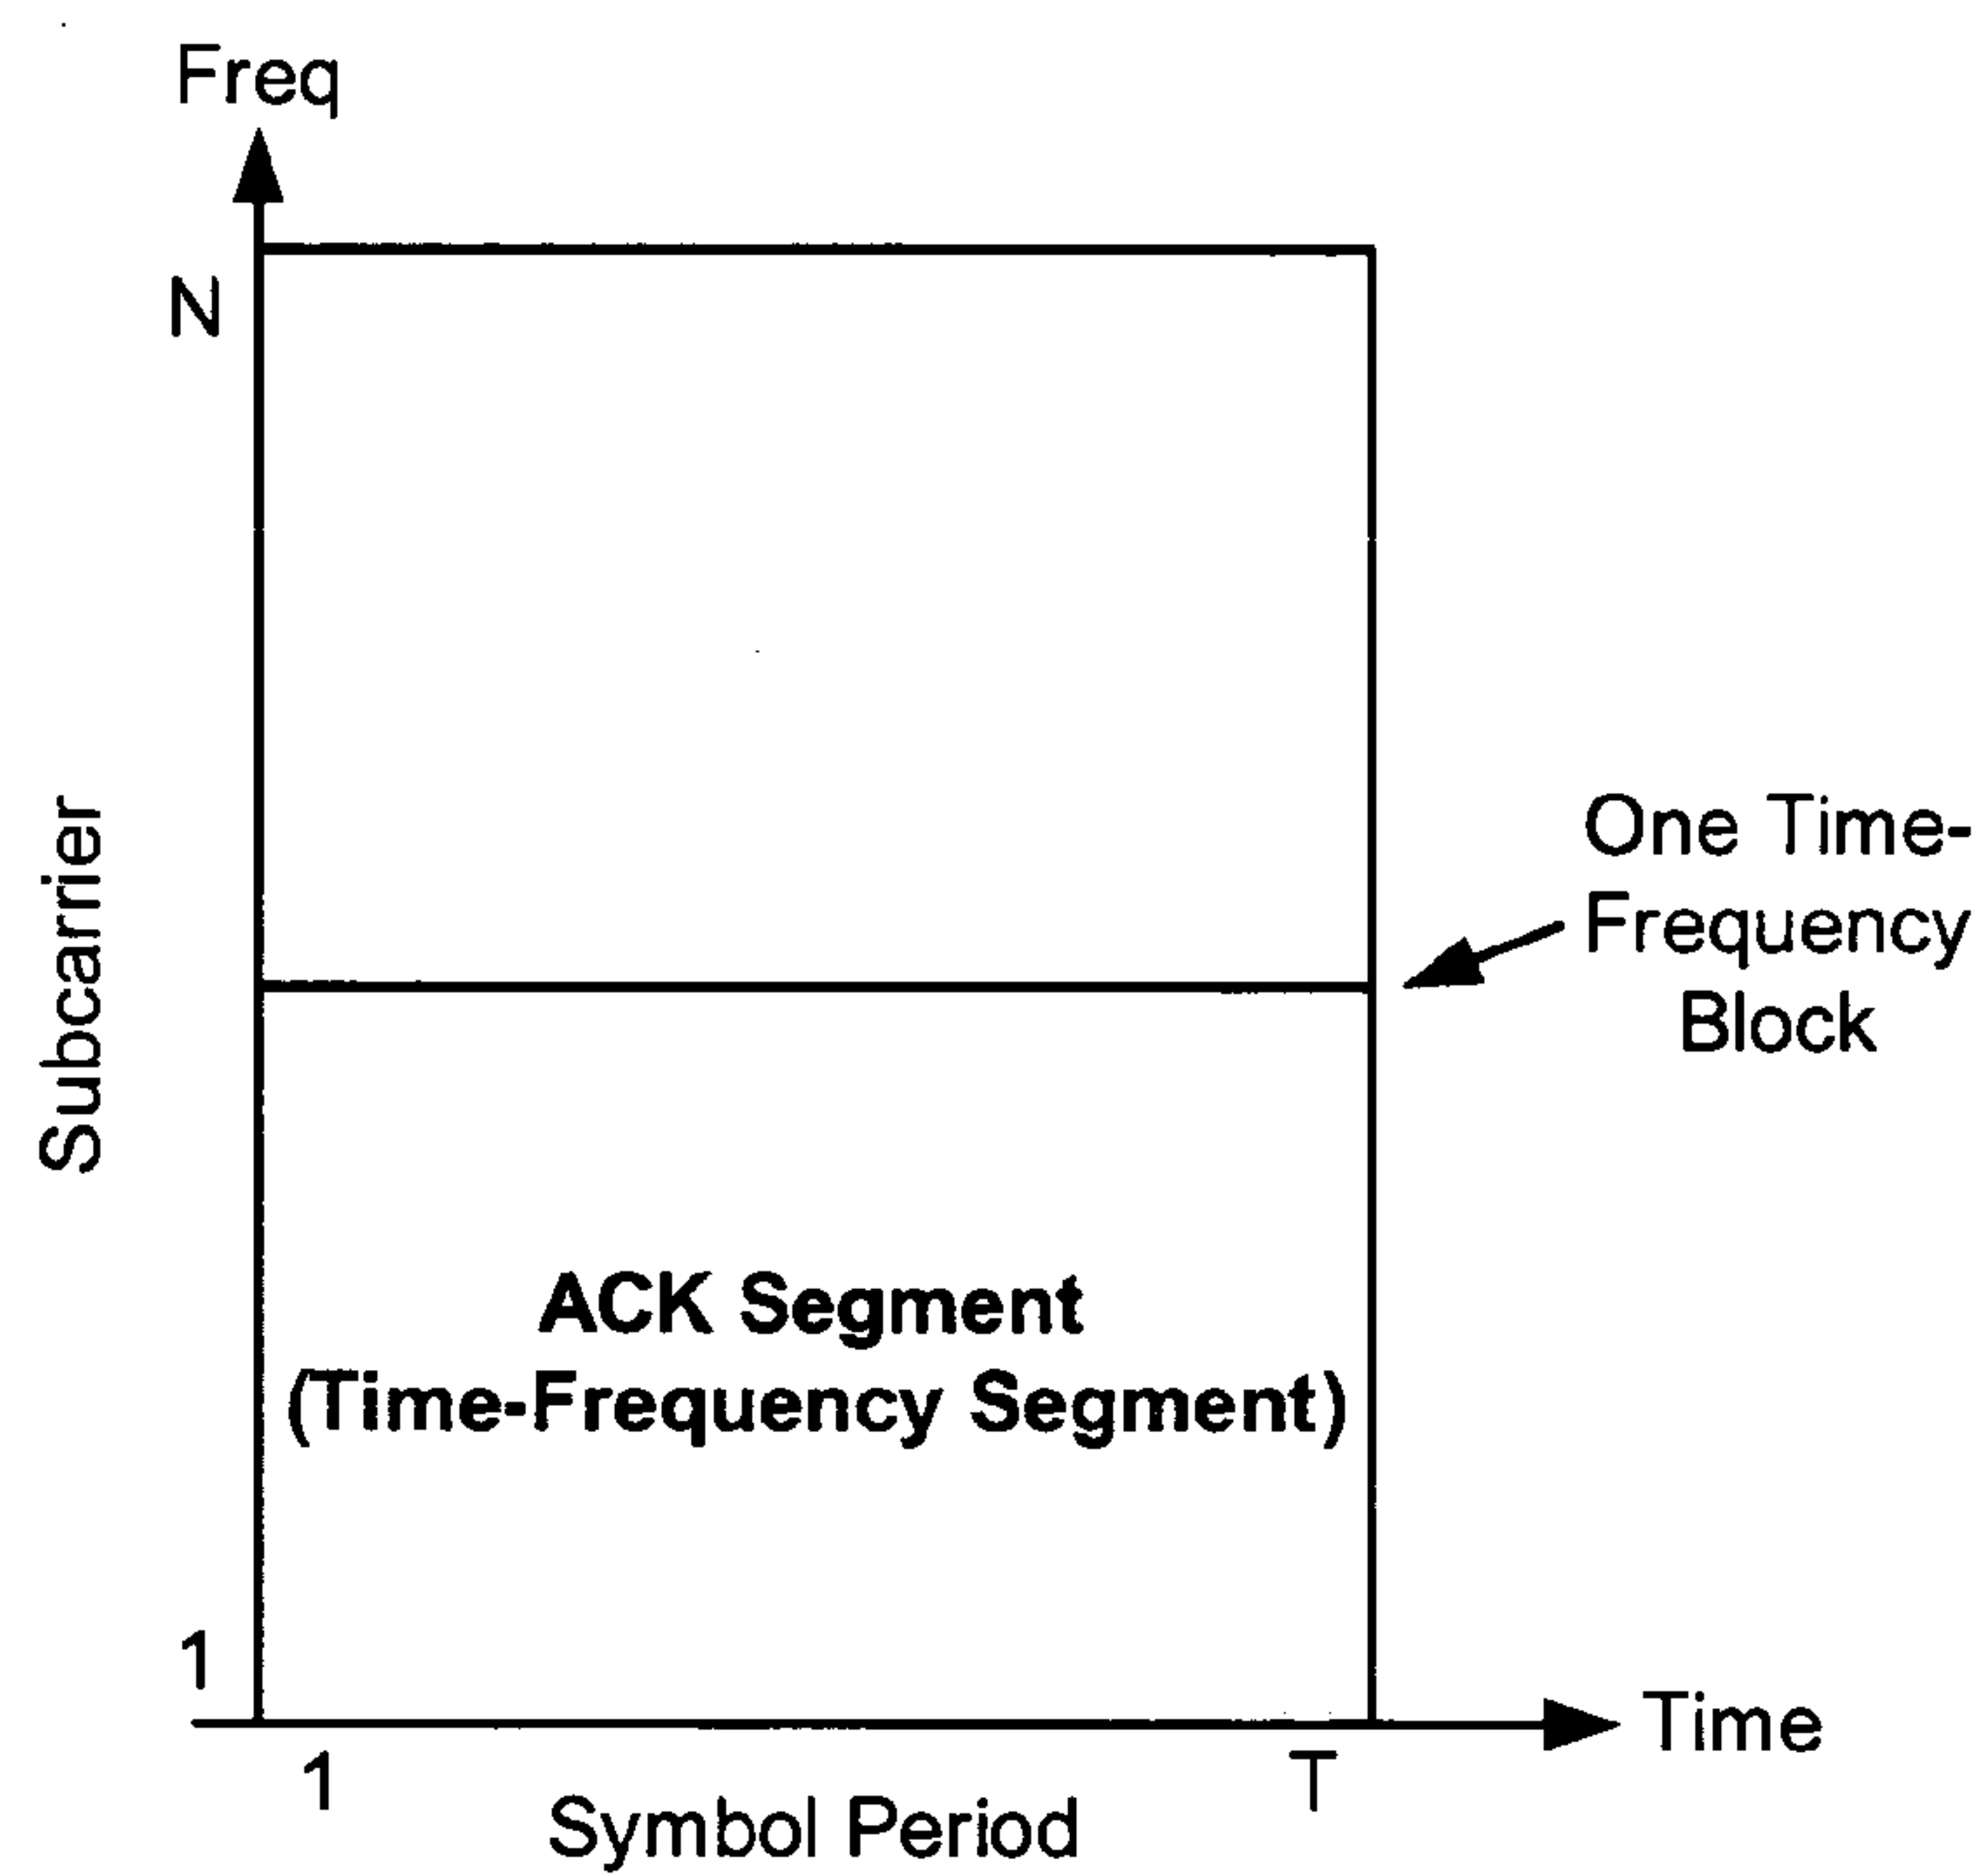 Freq
N
One Time-
Frequency
Block
Subcarrier
ACK Segment
(Time-Frequency Segment)
1
Time
1
T
Symbol Period